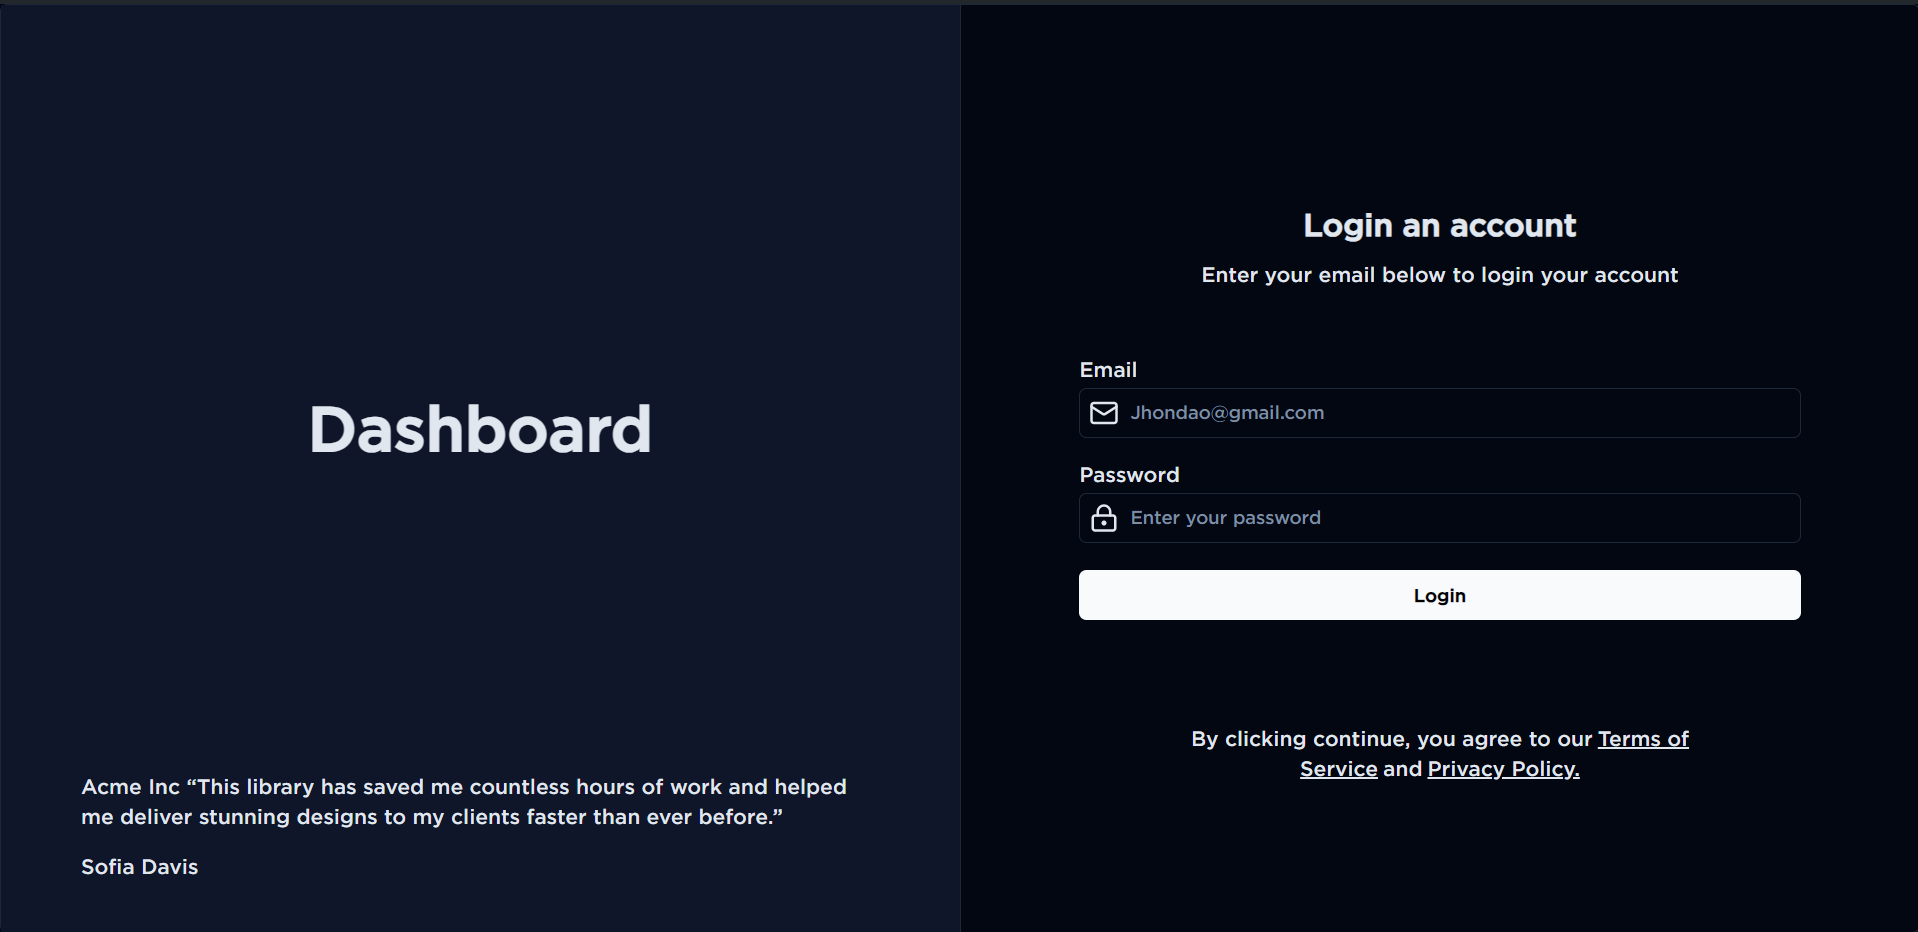 Dashboard
Acme Inc “This library has saved me countless hours of work and helped
me deliver stunning designs to my clients faster than ever before.”
Sofia Davis
Login an account
Enter your email below to login your account
Email
Jhondao@gmail.com
Password
Enter your password
Login
By clicking continue, you agree to our Terms of
Service and Privacy Policy.